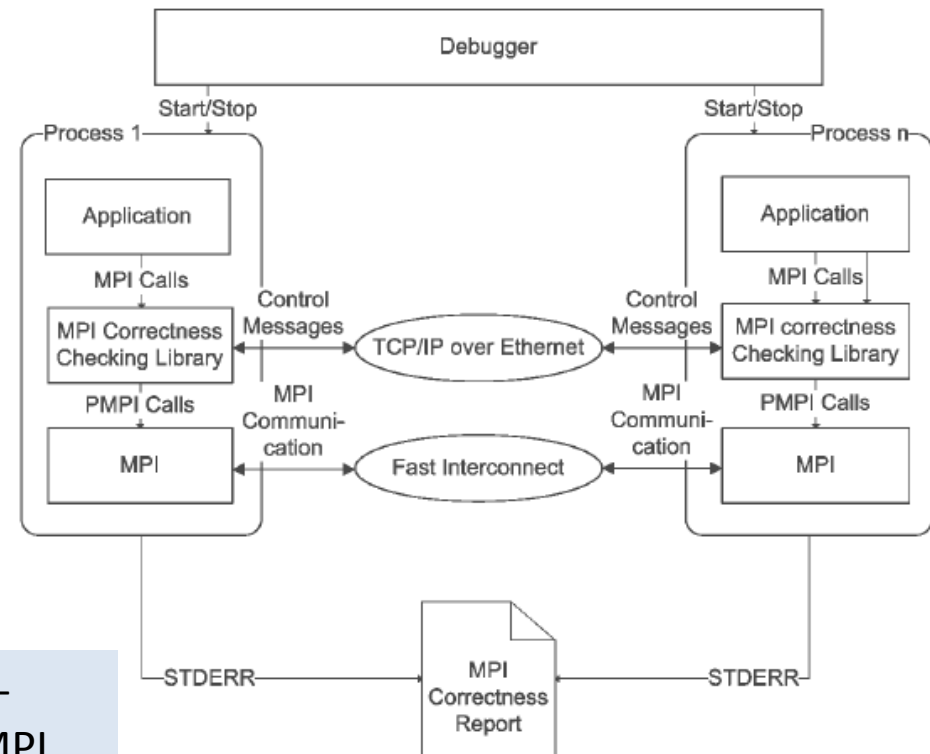 Debugger
Start/Stop
Start/Stop
Process 1
Process n
Application
Application
MPI Calls
MPI Calls
Control
Messages
Control
Messages
MPI Correctness
Checking Library
TCP/IP over Ethernet
MPI correctness
Checking Library
PMPI Calls
MPI
Communi-
cation
MPI
Communi-
cation
PMPI Calls
MPI
Fast Interconnect
MPI
STDERR
MPI
Correctness
Report
STDERR
MPI